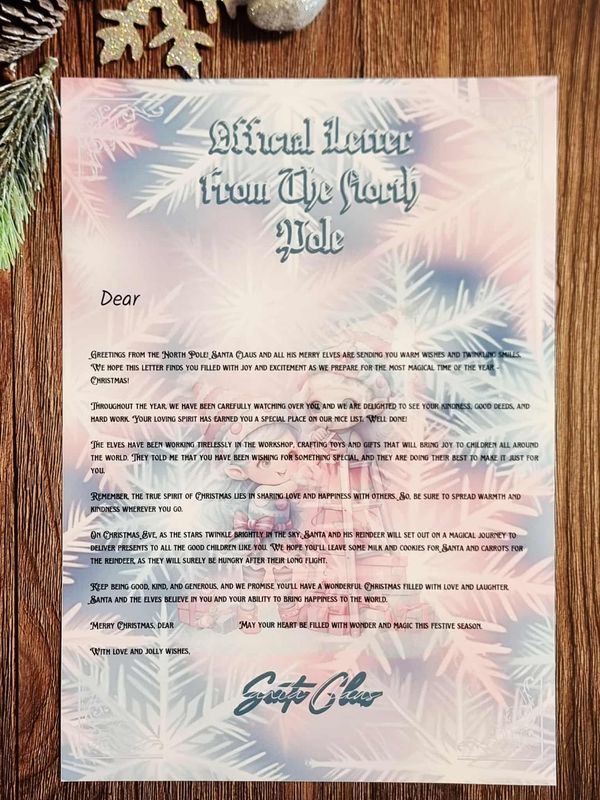 Official Letter
From The North
Pole
Dear
Greetings from the North Pole! Santa Claus and all his merry elves are sending you warm wishes and twinkling smiles.
We hope this letter finds you filled with joy and excitement as we prepare for the most magical time of the year -
Christmas!
Throughout the year, we have been carefully watching over you, and we are delighted to see your kindness, good deeds, and
hard work. Your loving spirit has earned you a special place on our nice list. Well done!
The elves have been working tirelessly in the workshop, crafting toys and gifts that will bring joy to children all around
the world. They told me that you have been wishing for something special, and they are doing their best to make it just for
you.
Remember, the true spirit of Christmas lies in sharing love and happiness with others. So, be sure to spread warmth and
kindness wherever you go.
On Christmas Eve, as the stars twinkle brightly in the sky, Santa and his reindeer will set out on a magical journey to
deliver presents to all the good children like you. We hope you'll leave some milk and cookies for Santa and carrots for
the reindeer, as they will surely be hungry after their long flight.
Keep being good, kind, and generous, and we promise you'll have a wonderful Christmas filled with love and laughter.
Santa and the elves believe in you and your ability to bring happiness to the world.
Merry Christmas, dear May your heart be filled with wonder and magic this festive season.
With love and jolly wishes,
Santa Claus